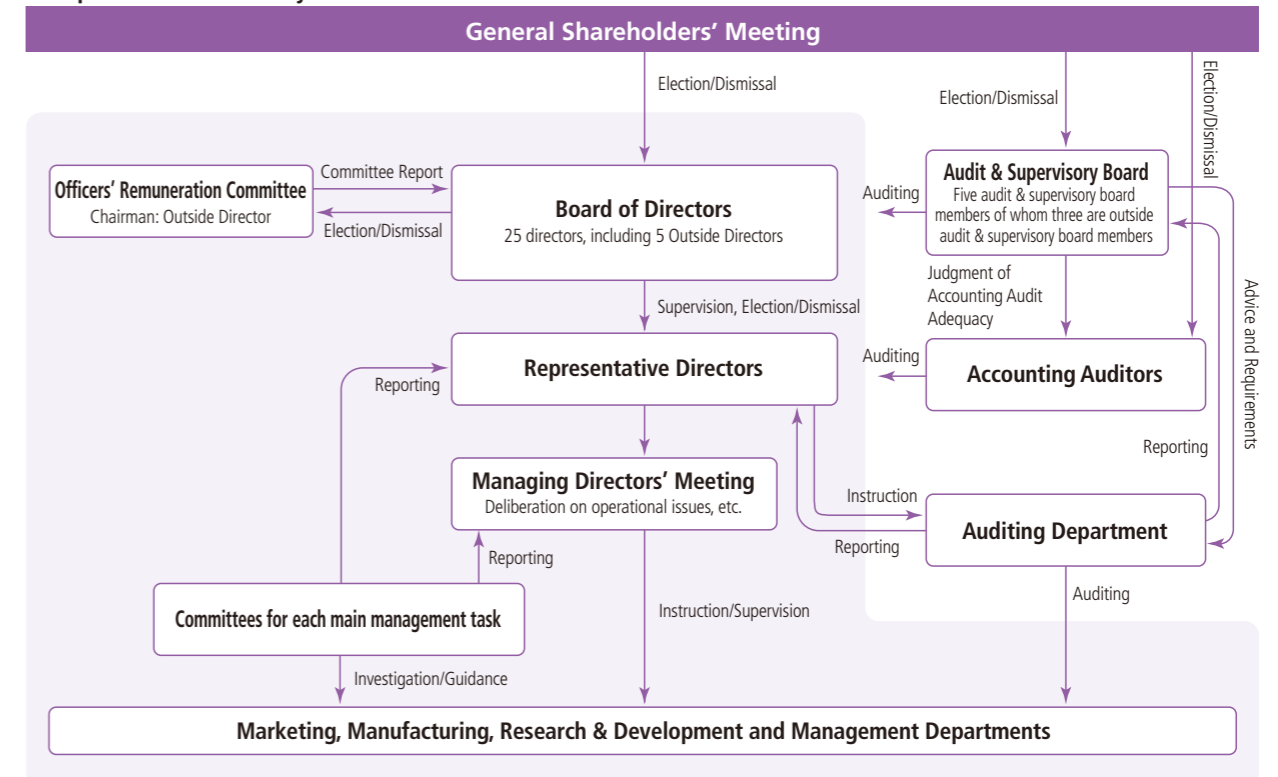 General Shareholders’ Meeting
Election/Dismissal
Election/Dismissal
Election/Dismissal
Officers’ Remuneration Committee
Chairman: Outside Director
Committee Report
Election/Dismissal
Board of Directors
25 directors, including 5 Outside Directors
Auditing
Audit & Supervisory Board
Five audit & supervisory board
members of whom three are outside
audit & supervisory board members
Judgment of
Accounting Audit
Adequacy
Advice and Requirements
Supervision, Election/Dismissal
Representative Directors
Reporting
Auditing
Accounting Auditors
Reporting
Managing Directors’ Meeting
Deliberation on operational issues, etc.
Instruction
Reporting
Auditing Department
Reporting
Committees for each main management task
Instruction/Supervision
Auditing
Investigation/Guidance
Marketing, Manufacturing, Research & Development and Management Departments